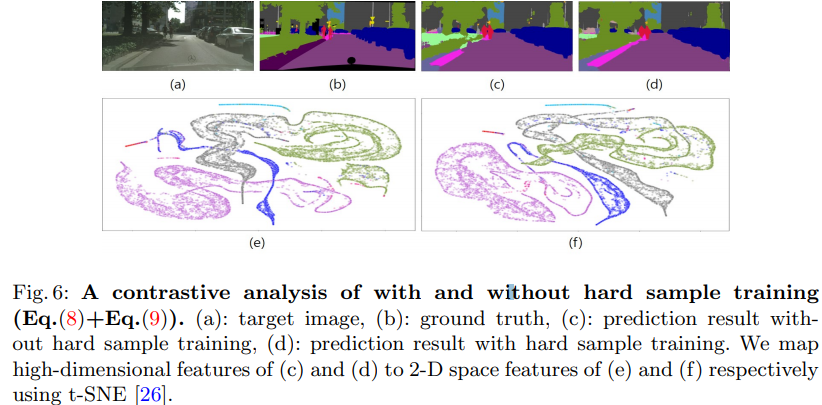 (a) (b) (c) (d)
(e) (f)
Fig. 6: A contrastive analysis of with and without hard sample training
(Eq.(8)+Eq.(9)). (a): target image, (b): ground truth, (c): prediction result with-
out hard sample training, (d): prediction result with hard sample training. We map
high-dimensional features of (c) and (d) to 2-D space features of (e) and (f) respectively
using t-SNE [26].